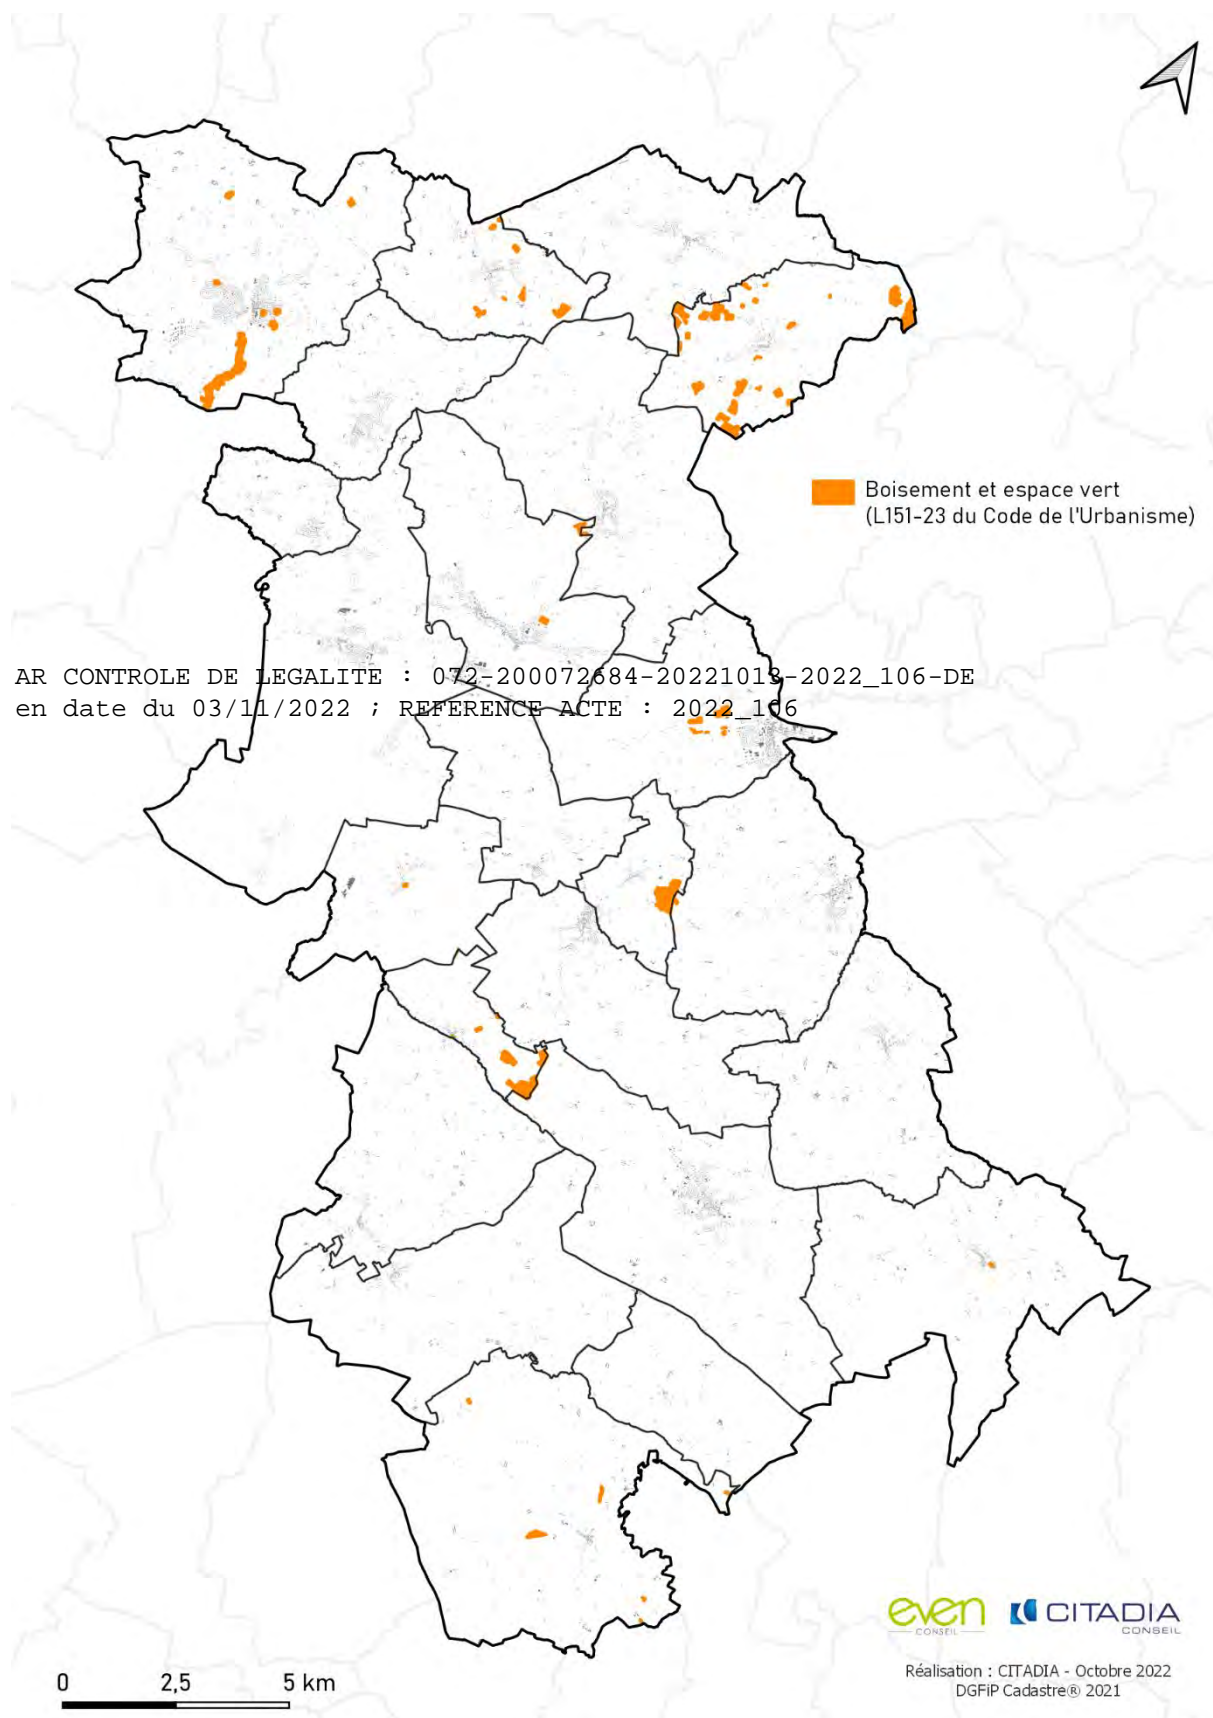 Boisement et espace vert
(L151-23 du Code de l'Urbanisme)
AR CONTROLE DE LEGALITE : 072-200072684-20221018-2022_106-DE
en date du 03/11/2022 ; REFERENCE ACTE : 2022_106
even
CONSEIL
CITADIA
CONSEIL
Réalisation : CITADIA - Octobre 2022
DGFiP Cadastre® 2021
0 2,5 5 km